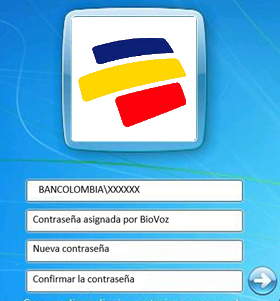 BANCOLOMBIA\XXXXXX
Contraseña asignada por BioVoz
Nueva contraseña
Confirmar la contraseña